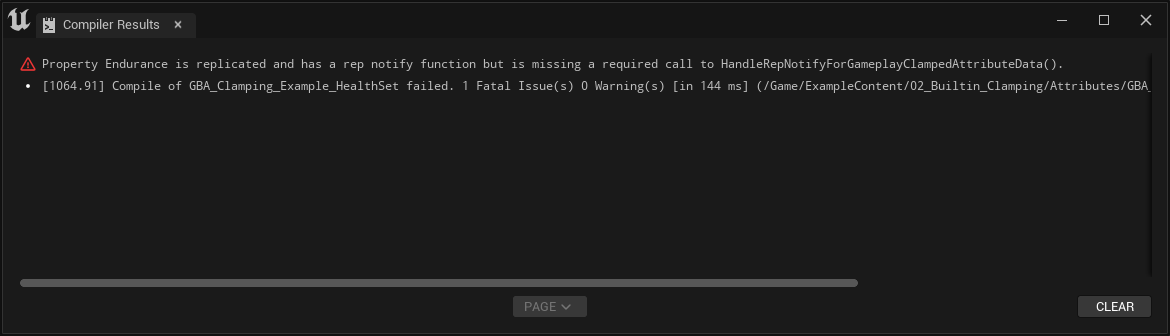 Compiler Results
Property Endurance is replicated and has a rep notify function but is missing a required call to HandleRepNotifyForGameplayClampedAttributeData().
[1064.91] Compile of GBA_Clamping_Example_HealthSet failed. 1 Fatal Issue(s) 0 Warning(s) [in 144 ms] (/Game/ExampleContent/02_Builtin_Clamping/Attributes/GBA_
PAGE
CLEAR